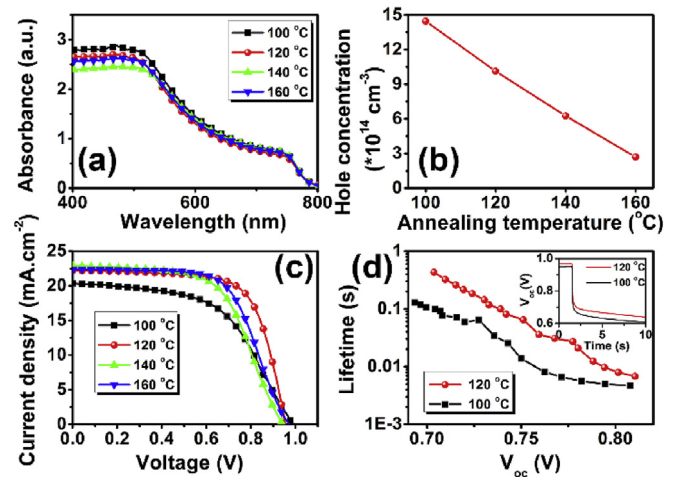 (a)
Absorbance (a.u.)
3
2
1
0
400
600
800
Wavelength (nm)
100 °C
120 °C
140 °C
160 °C
(b)
Hole concentration
(*10^14 cm^-3)
15
12
9
6
3
0
100
120
140
160
Annealing temperature (°C)
(c)
Current density (mA.cm^-2)
25
20
15
10
5
0
0.0
0.2
0.4
0.6
0.8
1.0
Voltage (V)
100 °C
120 °C
140 °C
160 °C
(d)
Lifetime (s)
1
0.1
0.01
1E-3
0.70
0.75
0.80
Voc (V)
120 °C
100 °C
Voc (V)
1.0
0.8
0.6
0
5
10
Time (s)
120 °C
100 °C